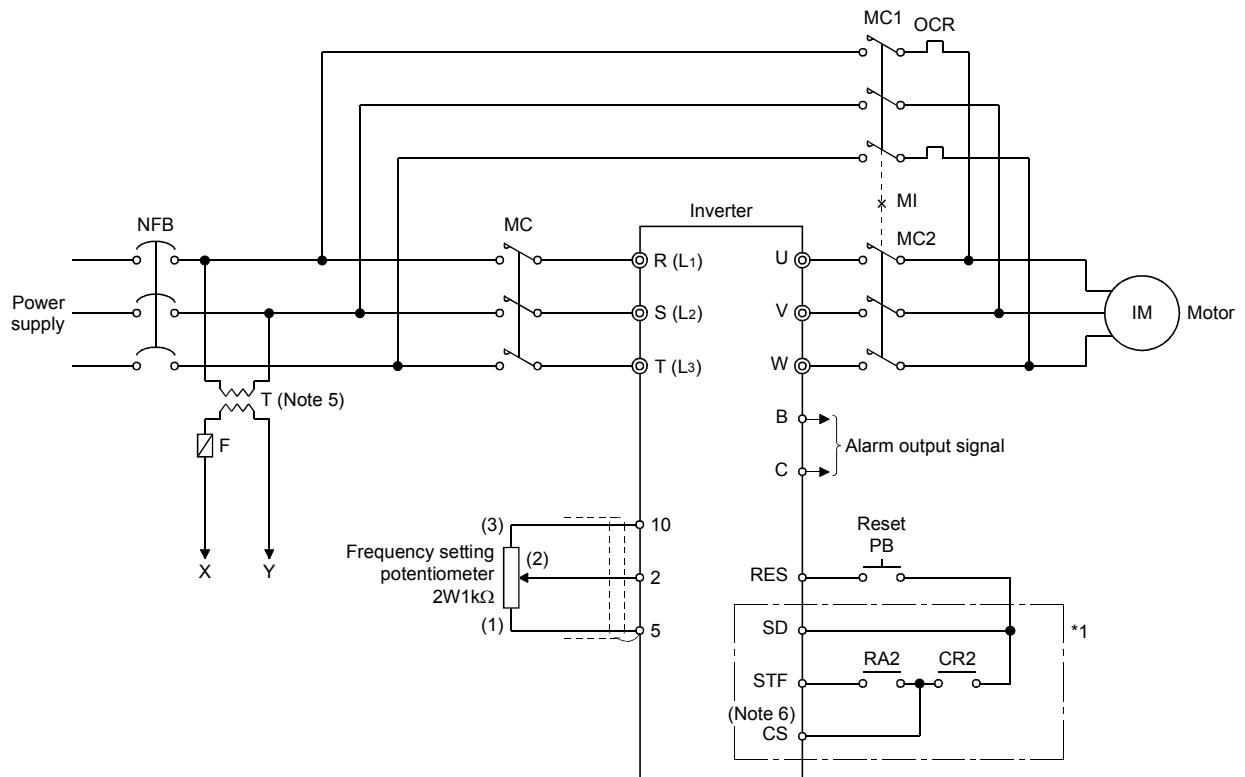 MC1
OCR
MI
NFB
MC
Inverter
MC2
R (L1)
U
Power
supply
S (L2)
V
IM
Motor
T (L3)
W
T (Note 5)
F
B
Alarm output signal
C
X
Y
(3)
10
Frequency setting
potentiometer
2W1kΩ
(2)
2
(1)
5
Reset
PB
RES
SD
*1
RA2
CR2
STF
(Note 6)
CS